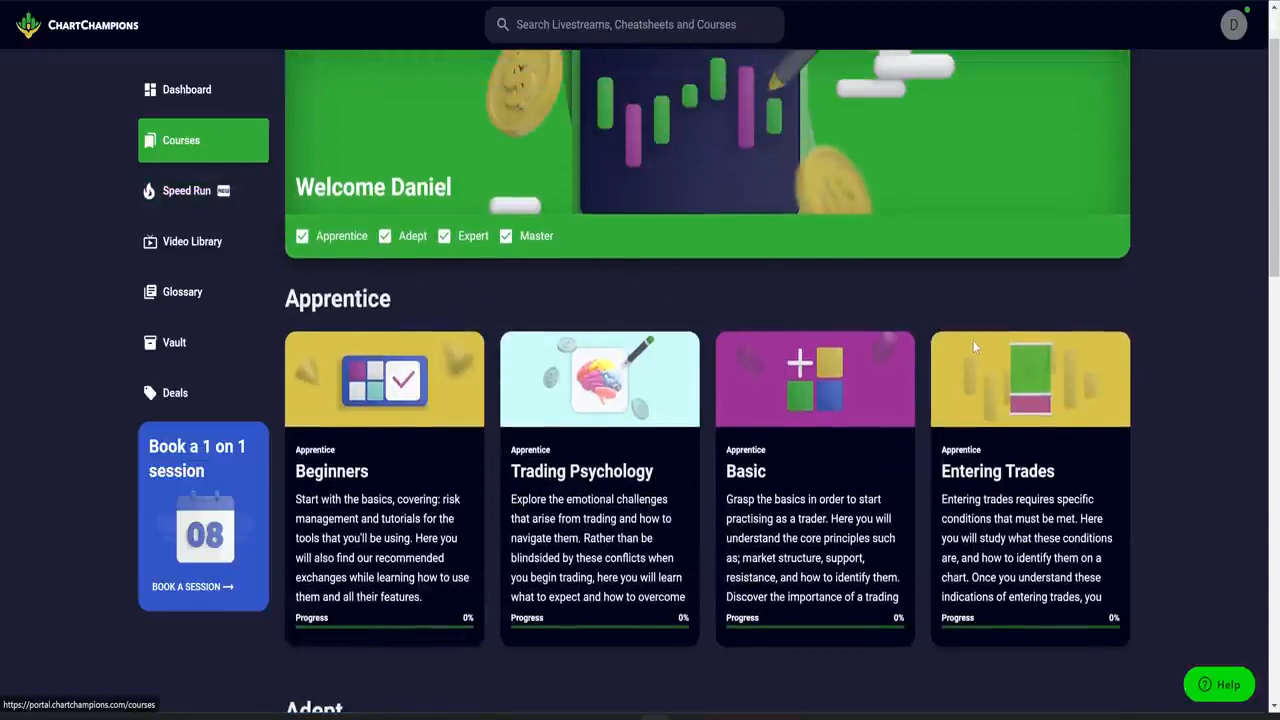 ChartChampions
Search Livestreams, Cheatsheets and Courses
D
Dashboard
Courses
Speed Run NEW
Video Library
Glossary
Vault
Deals
Book a 1 on 1
session
08
BOOK A SESSION
Welcome Daniel
Apprentice Adept Expert Master
Apprentice
Apprentice
Beginners
Start with the basics, covering: risk
management and tutorials for the
tools that you'll be using. Here you
will also find our recommended
exchanges while learning how to use
them and all their features.
Progress 0%
Apprentice
Trading Psychology
Explore the emotional challenges
that arise from trading and how to
navigate them. Rather than be
blindsided by these conflicts when
you begin trading, here you will learn
what to expect and how to overcome
Progress 0%
Apprentice
Basic
Grasp the basics in order to start
practising as a trader. Here you will
understand the core principles such
as; market structure, support,
resistance, and how to identify them.
Discover the importance of a trading
Progress 0%
Apprentice
Entering Trades
Entering trades requires specific
conditions that must be met. Here
you will study what these conditions
are, and how to identify them on a
chart. Once you understand these
indications of entering trades, you
Progress 0%
Adept
Help
https://portal.chartchampions.com/courses